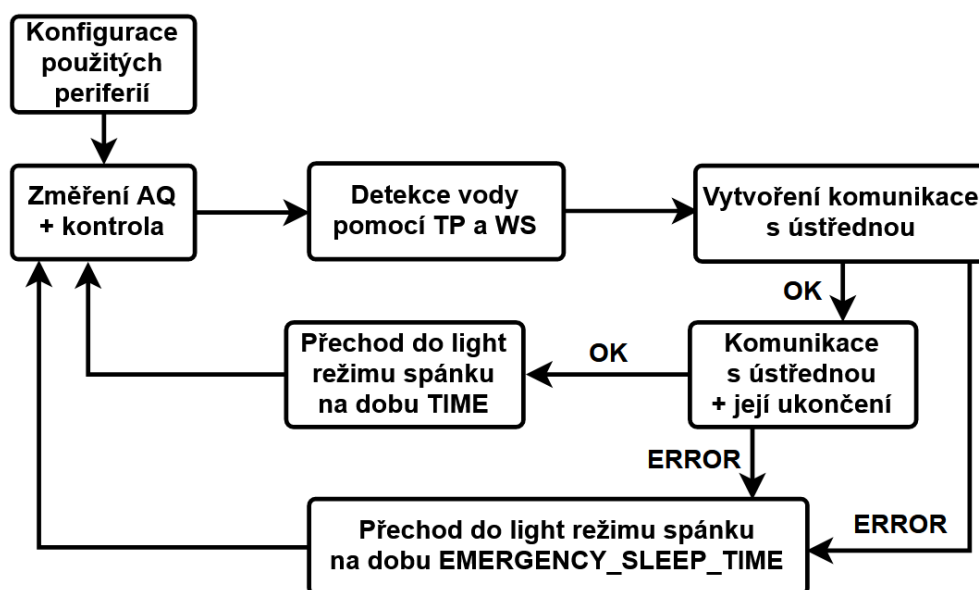 Konfigurace
použitých
periferií
Změření AQ
+ kontrola
Detekce vody
pomocí TP a WS
Vytvoření komunikace
s ústřednou
OK
Komunikace
s ústřednou
+ její ukončení
OK
Přechod do light
režimu spánku
na dobu TIME
ERROR
ERROR
Přechod do light režimu spánku
na dobu EMERGENCY_SLEEP_TIME